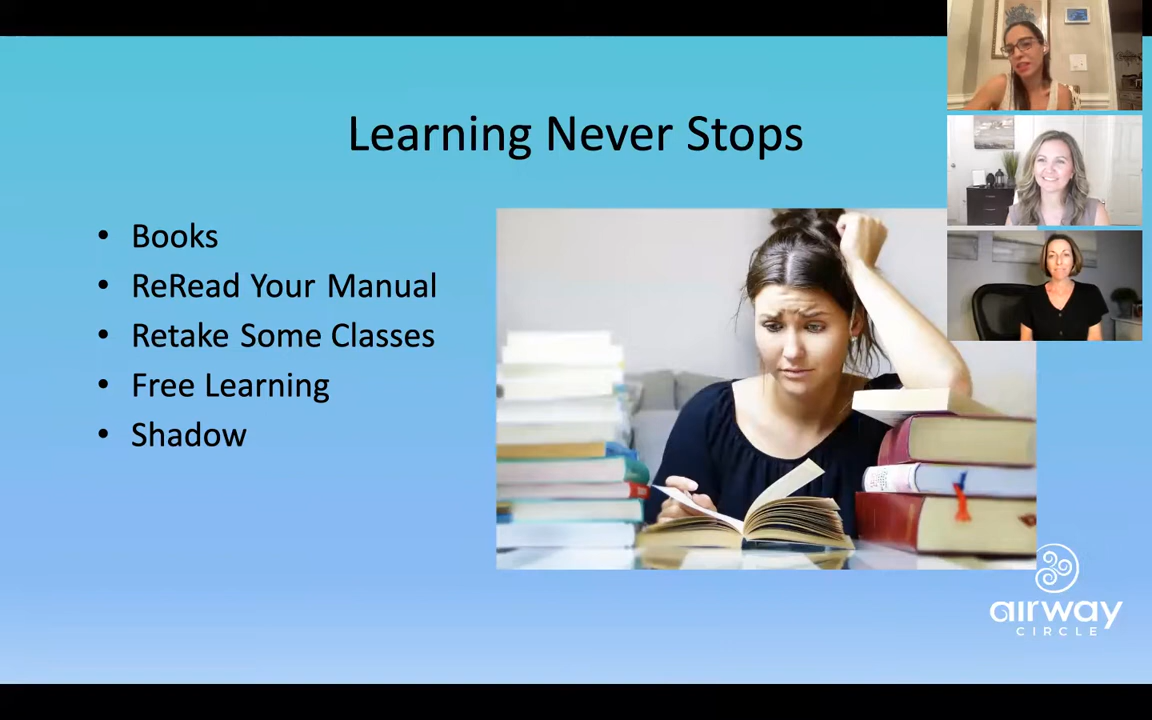 Learning Never Stops
• Books
• ReRead Your Manual
• Retake Some Classes
• Free Learning
• Shadow
airway
CIRCLE